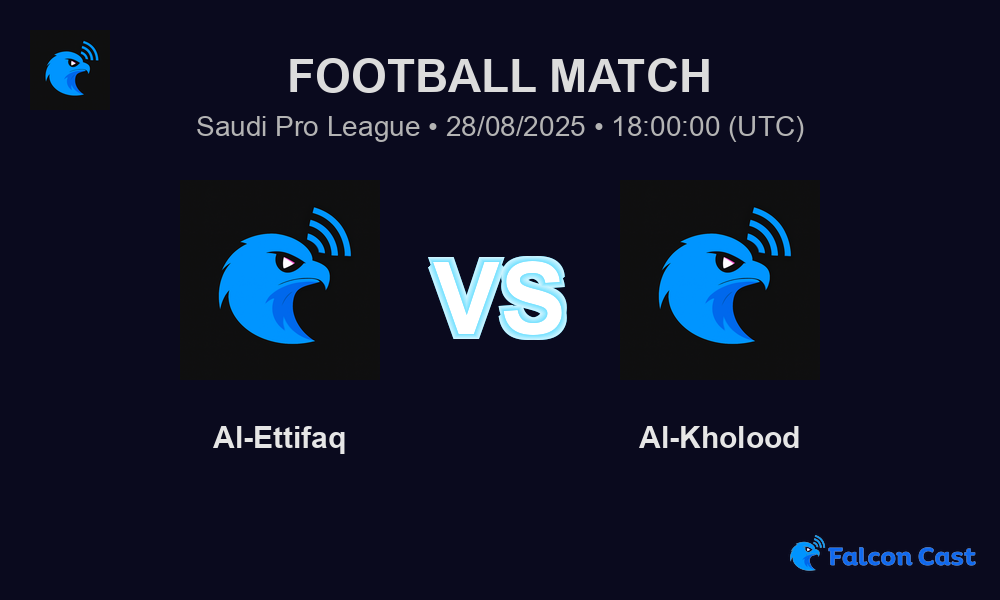 FOOTBALL MATCH
Saudi Pro League • 28/08/2025 • 18:00:00 (UTC)
VS
Al-Ettifaq
Al-Kholood
Falcon Cast